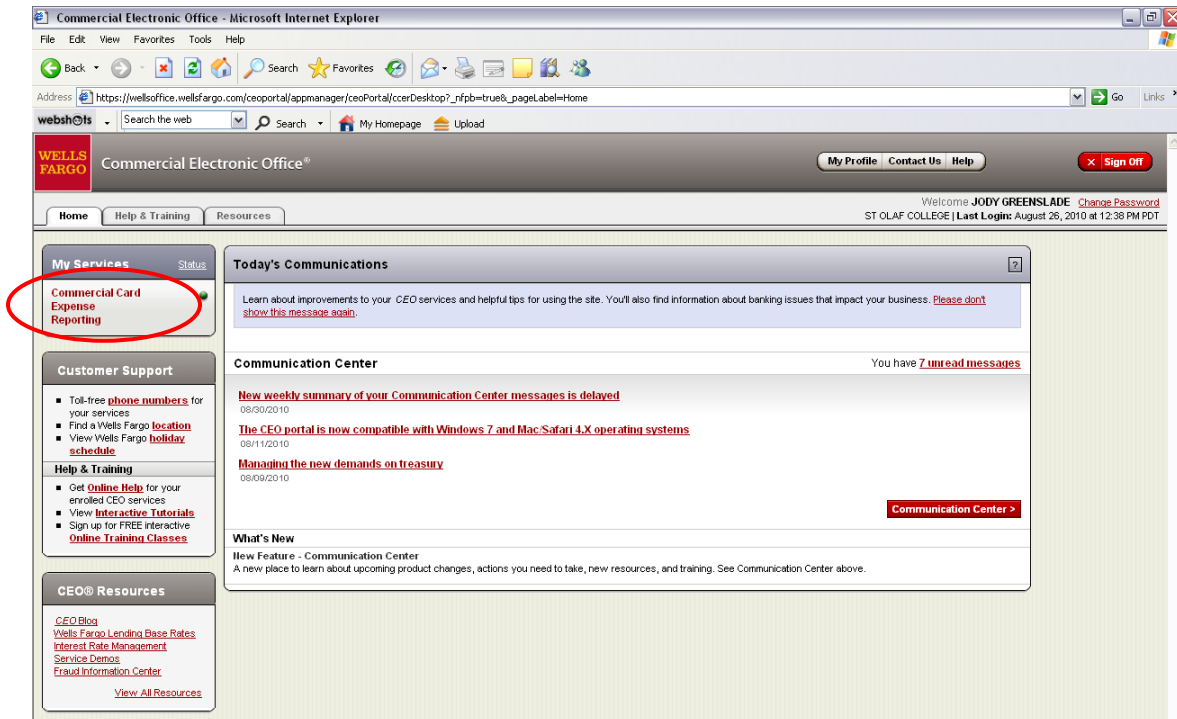 Commercial Electronic Office - Microsoft Internet Explorer
File Edit View Favorites Tools Help
Back Search Favorites
Address https://wellsoffice.wellsfargo.com/ceoportal/appmanager/ceoPortal/ccerDesktop?_nfpb=true&_pageLabel=Home Go Links
webshots Search the web Search My Homepage Upload
WELLS
FARGO
Commercial Electronic Office®
My Profile Contact Us Help
Sign Off
Home Help & Training Resources
Welcome JODY GREENSLADE Change Password
ST OLAF COLLEGE | Last Login: August 26, 2010 at 12:38 PM PDT
My Services Status
Commercial Card
Expense
Reporting
Customer Support
Toll-free phone numbers for
your services
Find a Wells Fargo location
View Wells Fargo holiday
schedule
Help & Training
Get Online Help for your
enrolled CEO services
View Interactive Tutorials
Sign up for FREE interactive
Online Training Classes
CEO® Resources
CEO Blog
Wells Fargo Lending Base Rates
Interest Rate Management
Service Demos
Fraud Information Center
View All Resources
Today's Communications ?
Learn about improvements to your CEO services and helpful tips for using the site. You'll also find information about banking issues that impact your business. Please don't
show this message again.
Communication Center You have 7 unread messages
New weekly summary of your Communication Center messages is delayed
08/30/2010
The CEO portal is now compatible with Windows 7 and Mac/Safari 4.X operating systems
08/11/2010
Managing the new demands on treasury
08/09/2010
Communication Center >
What's New
New Feature - Communication Center
A new place to learn about upcoming product changes, actions you need to take, new resources, and training. See Communication Center above.